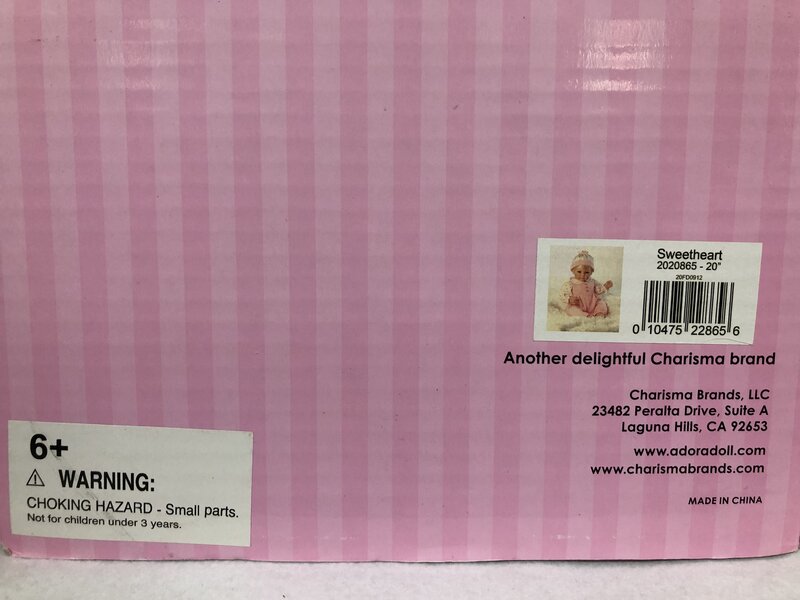 Sweetheart
2020865 - 20"
20FD0912
0 10475 22865 6
Another delightful Charisma brand
Charisma Brands, LLC
23482 Peralta Drive, Suite A
Laguna Hills, CA 92653
www.adoradoll.com
www.charismabrands.com
MADE IN CHINA
6+
⚠ WARNING:
CHOKING HAZARD - Small parts.
Not for children under 3 years.